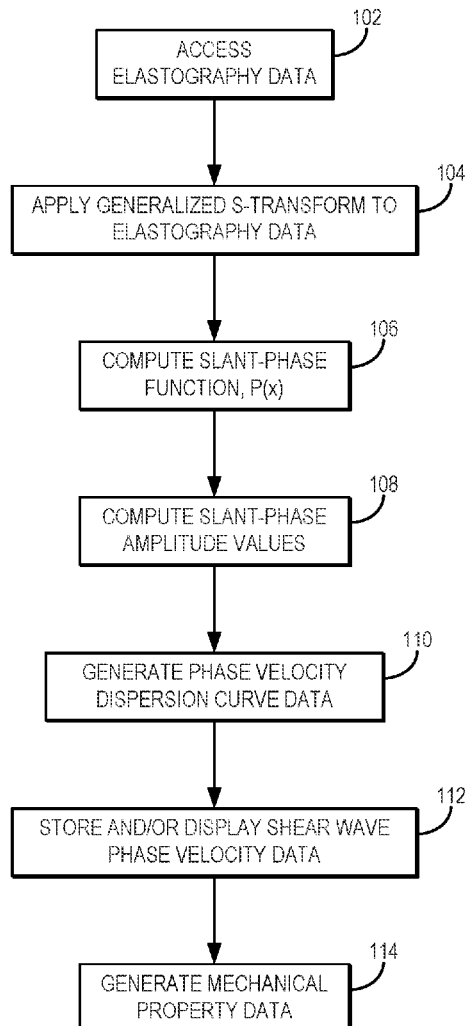 102
ACCESS
ELASTOGRAPHY DATA
104
APPLY GENERALIZED S-TRANSFORM TO
ELASTOGRAPHY DATA
106
COMPUTE SLANT-PHASE
FUNCTION, P(x)
108
COMPUTE SLANT-PHASE
AMPLITUDE VALUES
110
GENERATE PHASE VELOCITY
DISPERSION CURVE DATA
112
STORE AND/OR DISPLAY SHEAR WAVE
PHASE VELOCITY DATA
114
GENERATE MECHANICAL
PROPERTY DATA